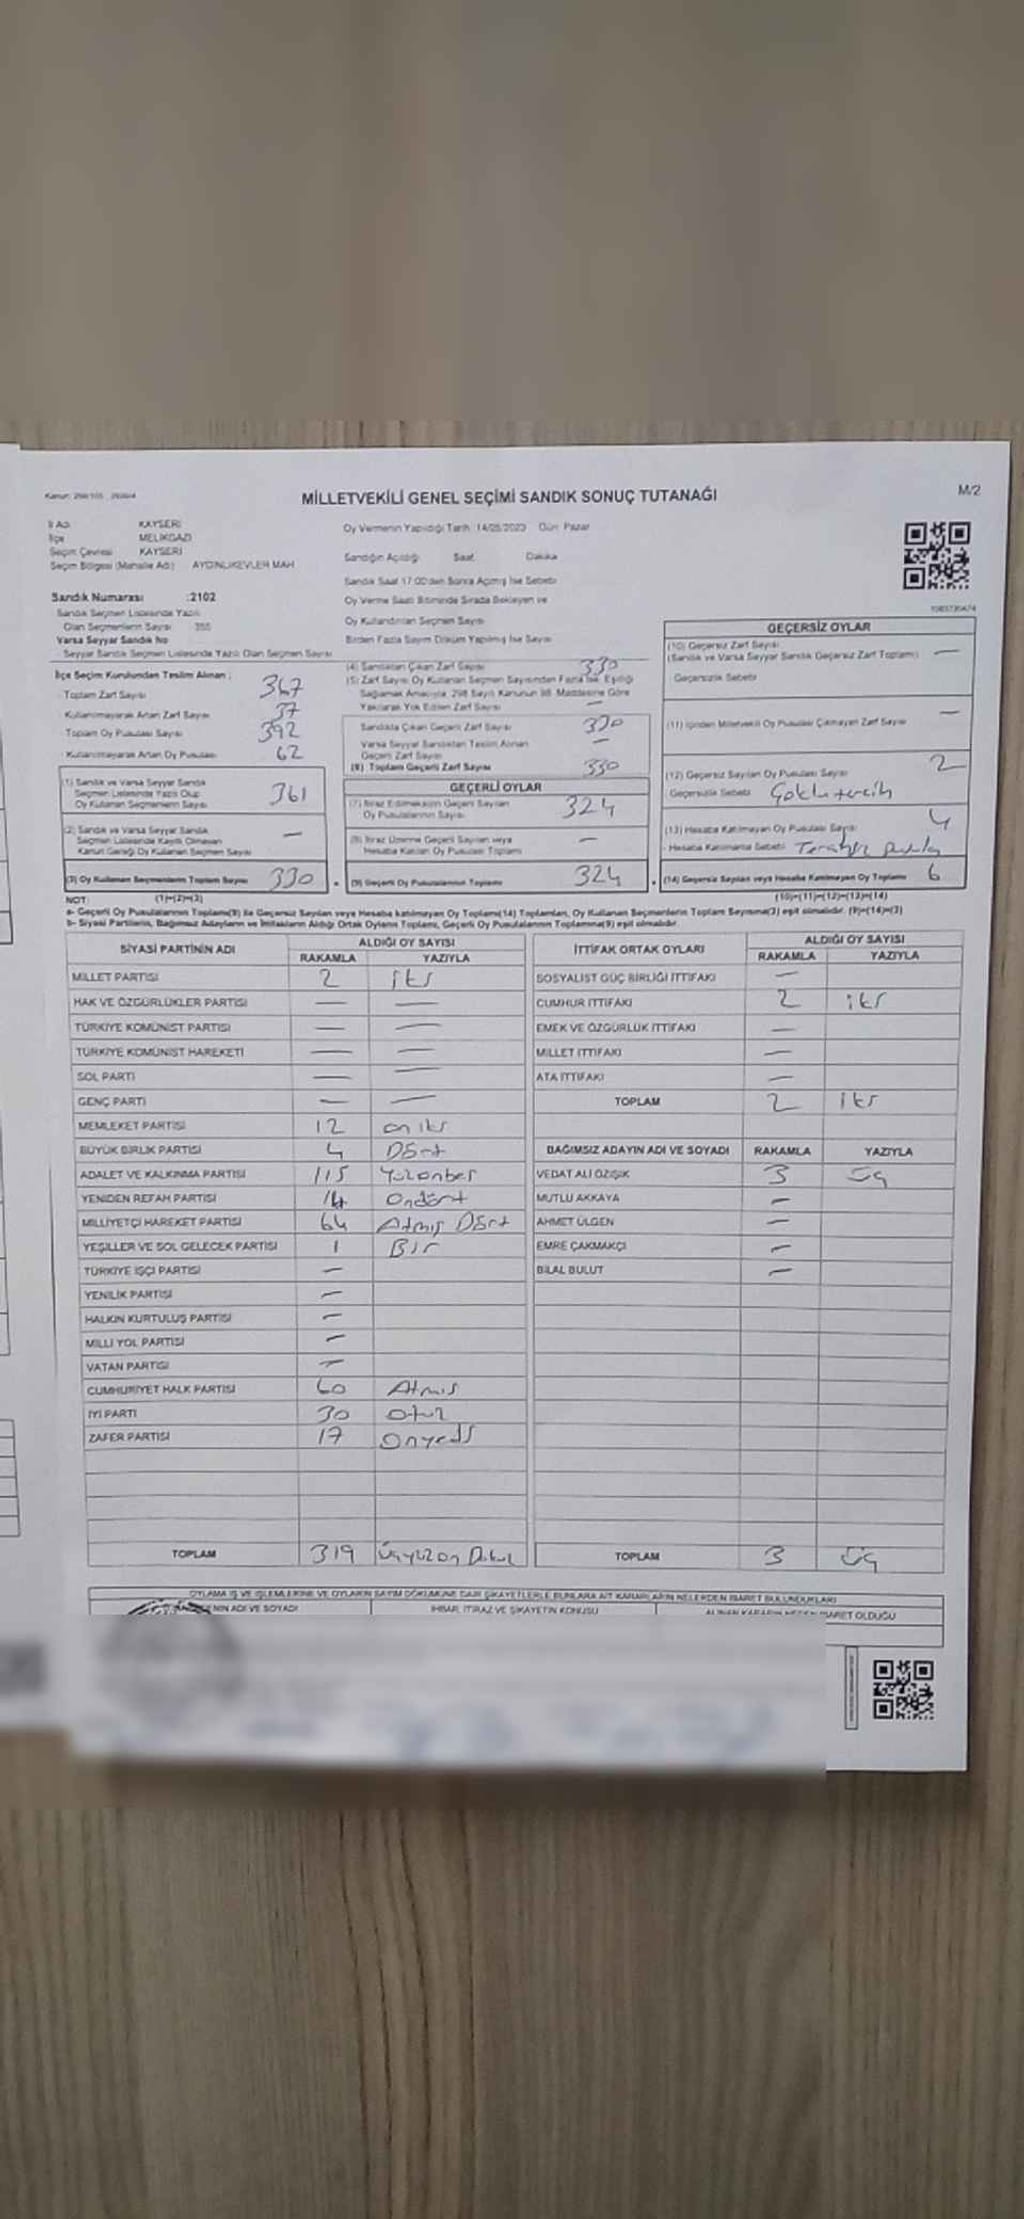 MİLLETVEKİLİ GENEL SEÇİMİ SANDIK SONUÇ TUTANAĞI
M/2
İl Adı KAYSERİ
İlçe MELİKGAZİ
Seçim Çevresi KAYSERİ
Seçim Bölgesi (Mahalle Adı) AYDINLIKEVLER MAH
Sandık Numarası :2102
Sandık Seçmen Listesinde Yazılı
Olan Seçmenlerin Sayısı 355
Varsa Seyyar Sandık No
Seyyar Sandık Seçmen Listesinde Yazılı Olan Seçmen Sayısı
Oy Vermenin Yapıldığı Tarih 14/05/2023 Gün Pazar
Sandığın Açıldığı Saat Dakika
Sandık Saat 17:00'den Sonra Açılmış İse Sebebi
Oy Verme Saati Bitiminde Sırada Bekleyen ve
Oy Kullandırılan Seçmen Sayısı
Birden Fazla Sayım Döküm Yapılmış İse Sayısı
İlçe Seçim Kurulundan Teslim Alınan ;
Toplam Zarf Sayısı 367
Kullanılmayarak Artan Zarf Sayısı 37
Toplam Oy Pusulası Sayısı 392
Kullanılmayarak Artan Oy Pusulası 62
(1) Sandık ve Varsa Seyyar Sandık
Seçmen Listesinde Yazılı Olup
Oy Kullanan Seçmenlerin Sayısı 361
(2) Sandık ve Varsa Seyyar Sandık
Seçmen Listesinde Kayıtlı Olmayan
Kanun Gereği Oy Kullanan Seçmen Sayısı —
(3) Oy Kullanan Seçmenlerin Toplam Sayısı 330
(1)+(2)=(3)
(4) Sandıktan Çıkan Zarf Sayısı 330
(5) Zarf Sayısı Oy Kullanan Seçmen Sayısından Fazla İse, Eşitliği
Sağlamak Amacıyla, 298 Sayılı Kanunun 98. Maddesine Göre
Yakılarak Yok Edilen Zarf Sayısı —
Sandıkta Çıkan Geçerli Zarf Sayısı 330
Varsa Seyyar Sandıktan Teslim Alınan
Geçerli Zarf Sayısı —
(6) Toplam Geçerli Zarf Sayısı 330
GEÇERLİ OYLAR
(7) İtiraz Edilmeksizin Geçerli Sayılan
Oy Pusulalarının Sayısı 324
(8) İtiraz Üzerine Geçerli Sayılan veya
Hesaba Katılan Oy Pusulası Toplamı —
(9) Geçerli Oy Pusulalarının Toplamı 324
GEÇERSİZ OYLAR
(10) Geçersiz Zarf Sayısı
(Sandık ve Varsa Seyyar Sandık Geçersiz Zarf Toplamı) —
Geçersizlik Sebebi
(11) İçinden Milletvekili Oy Pusulası Çıkmayan Zarf Sayısı —
(12) Geçersiz Sayılan Oy Pusulası Sayısı 2
Geçersizlik Sebebi Çoklu tercih
(13) Hesaba Katılmayan Oy Pusulası Sayısı 4
Hesaba Katılmama Sebebi
(14) Geçersiz Sayılan veya Hesaba Katılmayan Oy Toplamı 6
(10)+(11)+(12)+(13)=(14)
NOT:
a- Geçerli Oy Pusulalarının Toplamı(9) ile Geçersiz Sayılan veya Hesaba katılmayan Oy Toplamı(14) Toplamları, Oy Kullanan Seçmenlerin Toplam Sayısına(3) eşit olmalıdır. (9)+(14)=(3)
b- Siyasi Partilerin, Bağımsız Adayların ve İttifakların Aldığı Ortak Oyların Toplamı, Geçerli Oy Pusulalarının Toplamına(9) eşit olmalıdır.
SİYASİ PARTİNİN ADI ALDIĞI OY SAYISI
RAKAMLA YAZIYLA
MİLLET PARTİSİ 2 iki
HAK VE ÖZGÜRLÜKLER PARTİSİ — —
TÜRKİYE KOMÜNİST PARTİSİ — —
TÜRKİYE KOMÜNİST HAREKETİ — —
SOL PARTİ — —
GENÇ PARTİ — —
MEMLEKET PARTİSİ 12 on iki
BÜYÜK BİRLİK PARTİSİ 4 Dört
ADALET VE KALKINMA PARTİSİ 115 Yüzonbeş
YENİDEN REFAH PARTİSİ 14 Ondört
MİLLİYETÇİ HAREKET PARTİSİ 64 Atmış Dört
YEŞİLLER VE SOL GELECEK PARTİSİ 1 Bir
TÜRKİYE İŞÇİ PARTİSİ —
YENİLİK PARTİSİ —
HALKIN KURTULUŞ PARTİSİ —
MİLLİ YOL PARTİSİ —
VATAN PARTİSİ —
CUMHURİYET HALK PARTİSİ 60 Atmış
İYİ PARTİ 30 otuz
ZAFER PARTİSİ 17 Onyedi
TOPLAM 319 Üçyüzon Dokuz
İTTİFAK ORTAK OYLARI ALDIĞI OY SAYISI
RAKAMLA YAZIYLA
SOSYALİST GÜÇ BİRLİĞİ İTTİFAKI —
CUMHUR İTTİFAKI 2 iki
EMEK VE ÖZGÜRLÜK İTTİFAKI —
MİLLET İTTİFAKI —
ATA İTTİFAKI —
TOPLAM 2 iki
BAĞIMSIZ ADAYIN ADI VE SOYADI RAKAMLA YAZIYLA
VEDAT ALİ ÖZIŞIK 3 üç
MUTLU AKKAYA —
AHMET ÜLGEN —
EMRE ÇAKMAKÇI —
BİLAL BULUT —
TOPLAM 3 üç
OYLAMA İŞ VE İŞLEMLERİNE VE OYLARIN SAYIM DÖKÜMÜNE DAİR ŞİKAYETLERLE BUNLARA AİT KARARLARIN NELERDEN İBARET BULUNDUKLARI
ADI VE SOYADI İHBAR, İTİRAZ VE ŞİKAYETİN KONUSU ALINAN KARARIN NEDEN İBARET OLDUĞU